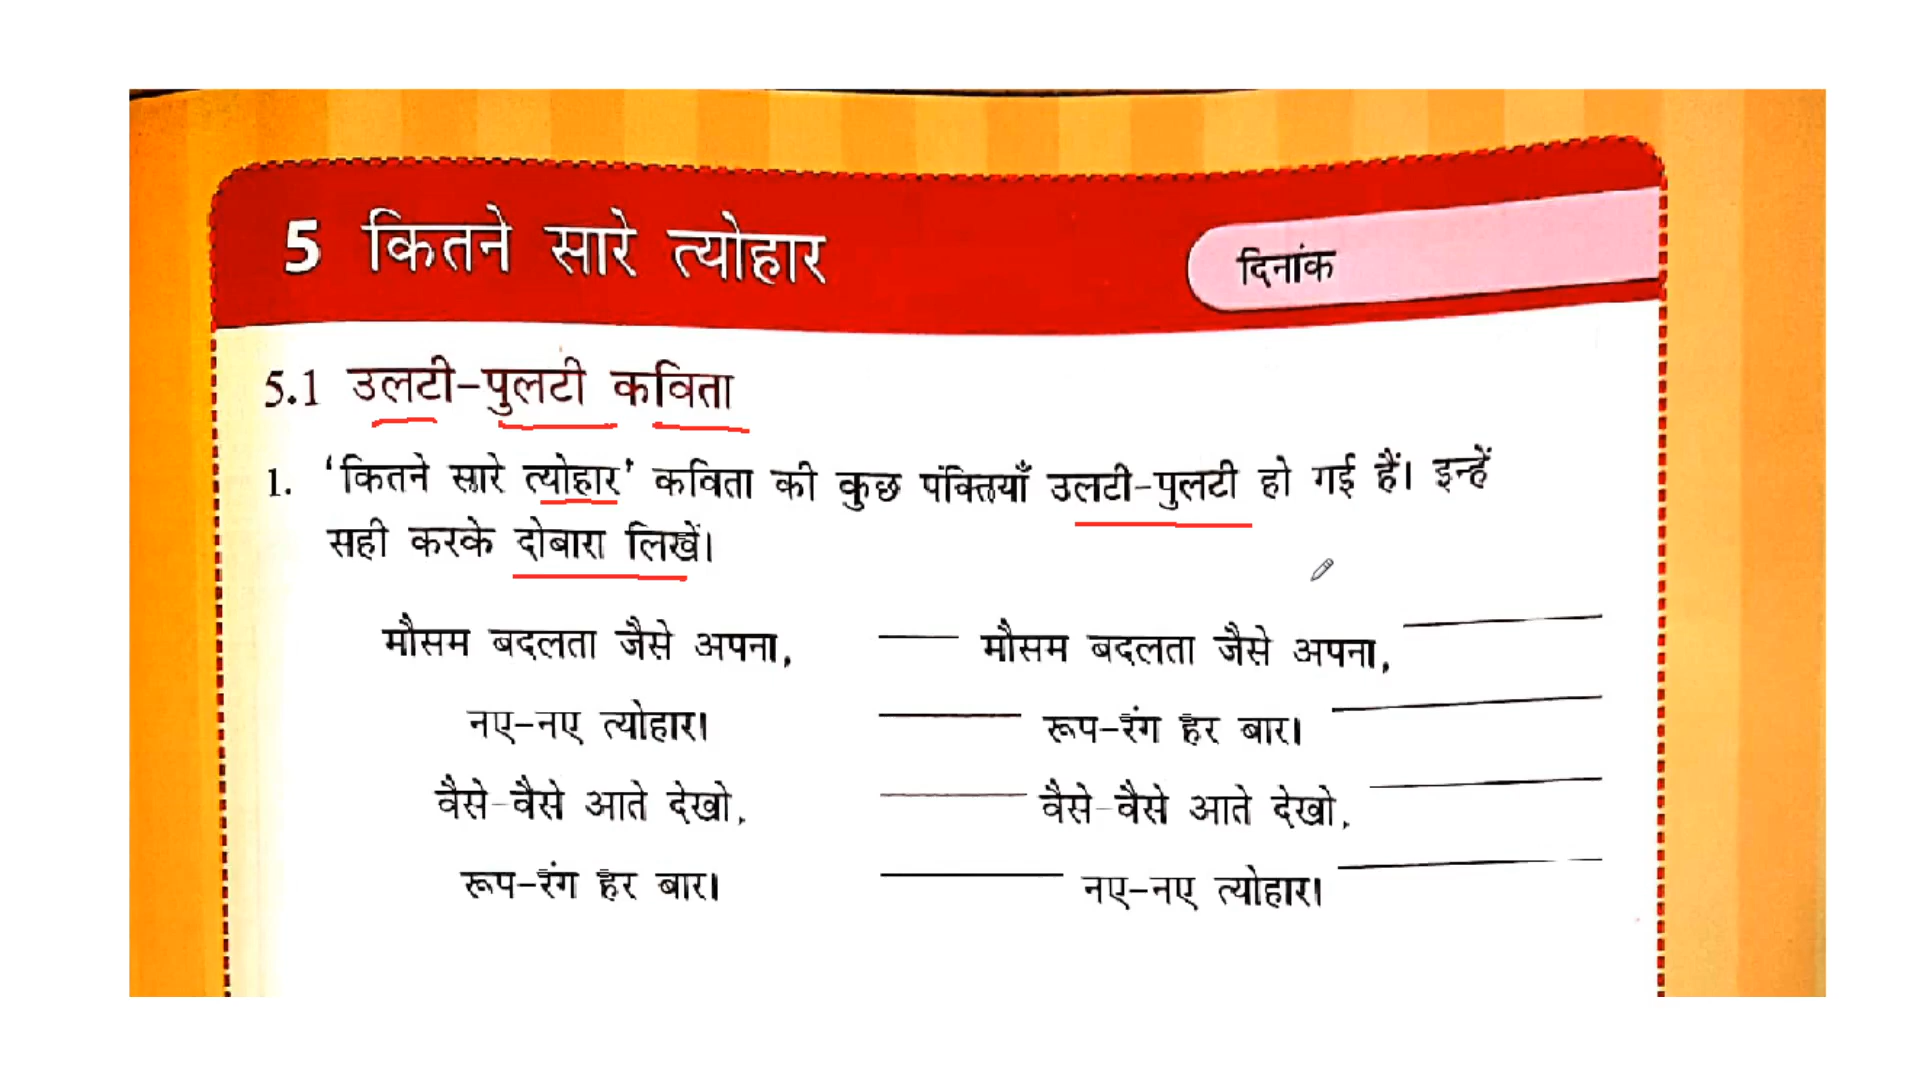 5 कितने सारे त्योहार
दिनांक
5.1 उलटी-पुलटी कविता
1. 'कितने सारे त्योहार' कविता की कुछ पंक्तियाँ उलटी-पुलटी हो गई हैं। इन्हें
सही करके दोबारा लिखें।
मौसम बदलता जैसे अपना, मौसम बदलता जैसे अपना,
नए-नए त्योहार। रूप-रंग हर बार।
वैसे-वैसे आते देखो, वैसे-वैसे आते देखो,
रूप-रंग हर बार। नए-नए त्योहार।